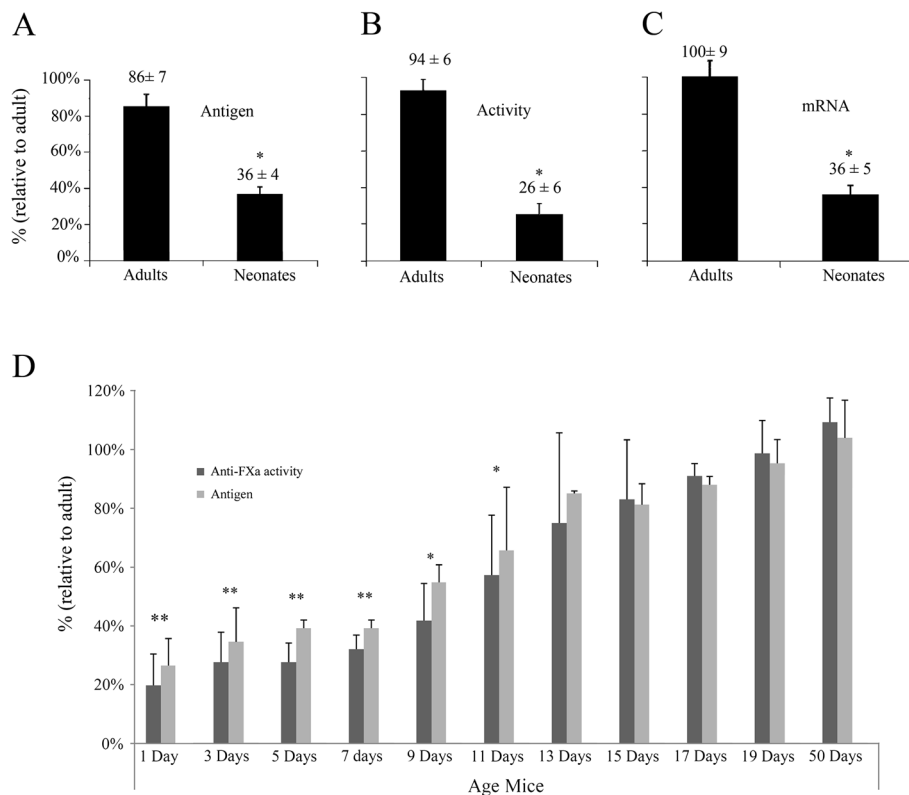 A
B
C
% (relative to adult)
100%
80%
60%
40%
20%
0%
86± 7
Antigen
*
36 ± 4
Adults
Neonates
94 ± 6
Activity
*
26 ± 6
Adults
Neonates
100± 9
mRNA
*
36 ± 5
Adults
Neonates
D
% (relative to adult)
120%
100%
80%
60%
40%
20%
0%
Anti-FXa activity
Antigen
**
**
**
**
*
*
1 Day
3 Days
5 Days
7 days
9 Days
11 Days
13 Days
15 Days
17 Days
19 Days
50 Days
Age Mice